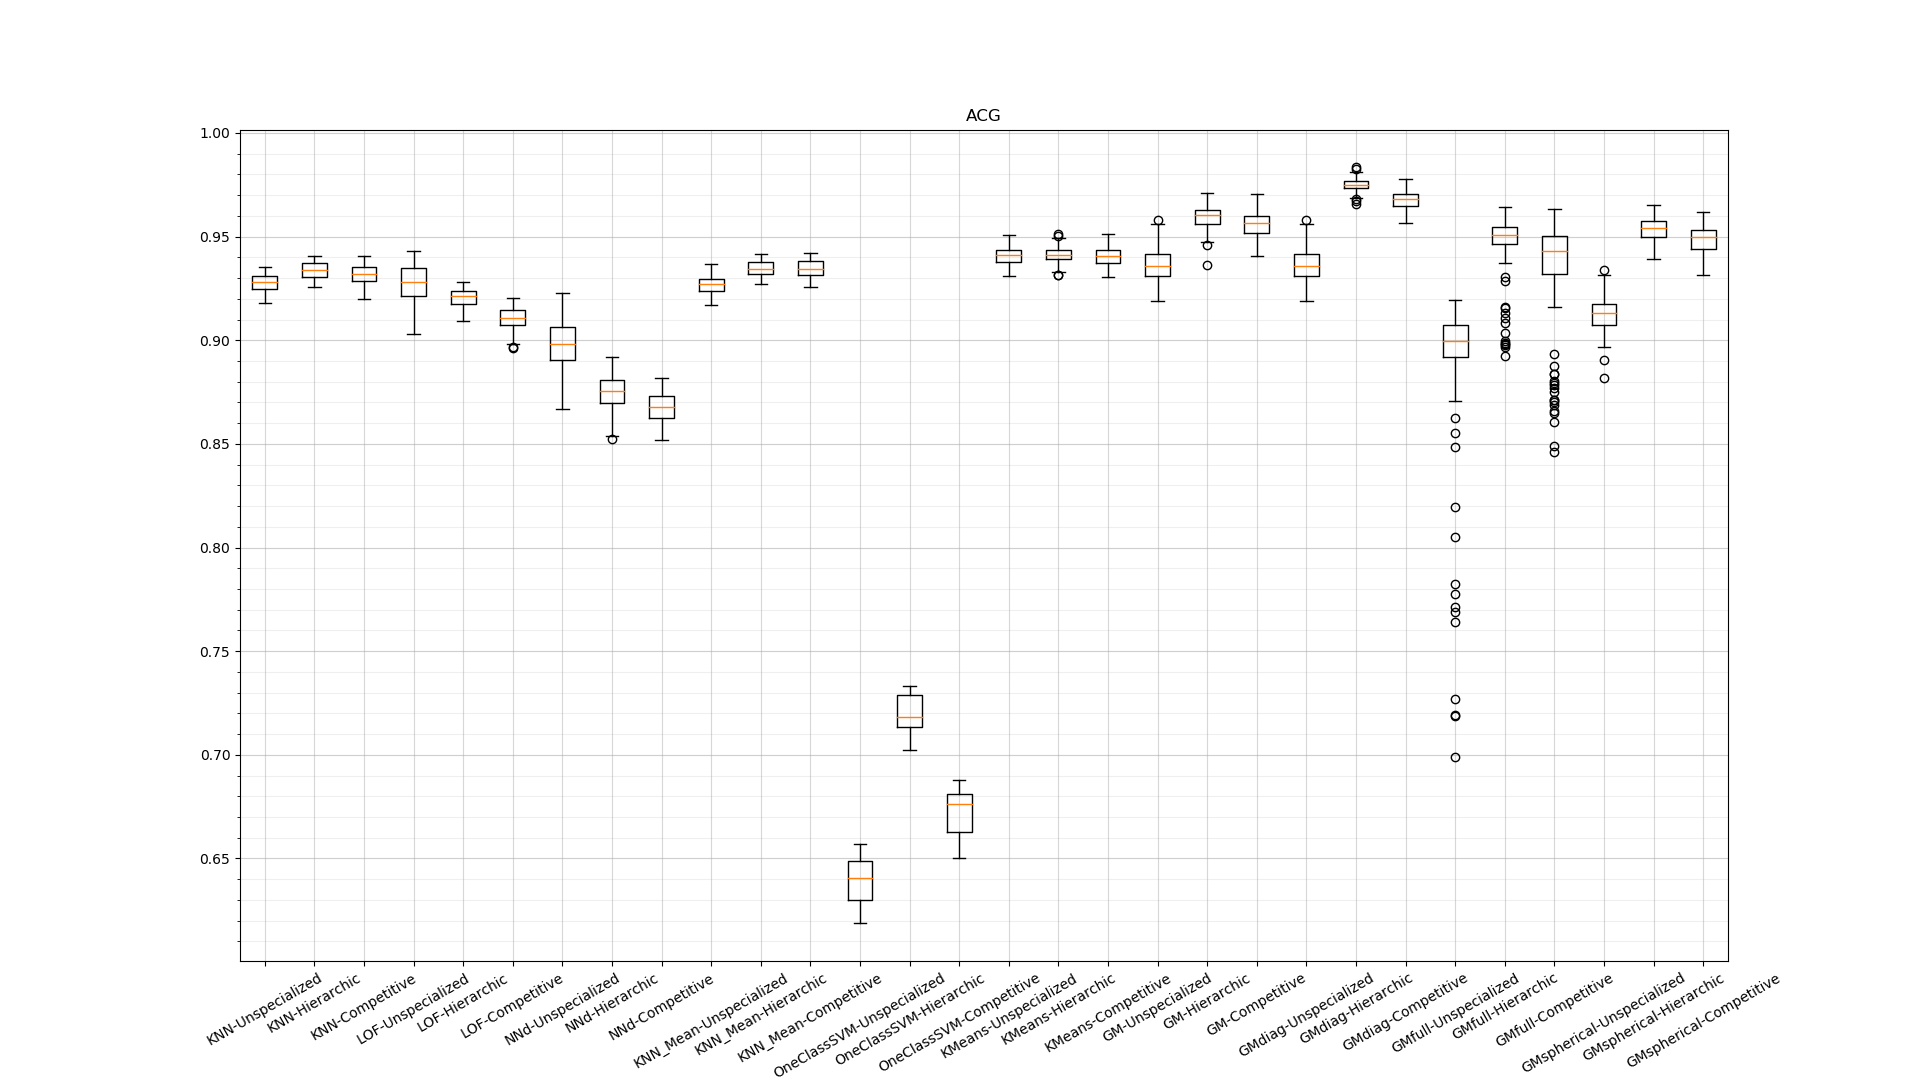 ACG
1.00
0.95
0.90
0.85
0.80
0.75
0.70
0.65
KNN-Unspecialized
KNN-Hierarchic
KNN-Competitive
LOF-Unspecialized
LOF-Hierarchic
LOF-Competitive
NNd-Unspecialized
NNd-Hierarchic
NNd-Competitive
KNN_Mean-Unspecialized
KNN_Mean-Hierarchic
KNN_Mean-Competitive
OneClassSVM-Unspecialized
OneClassSVM-Hierarchic
OneClassSVM-Competitive
KMeans-Unspecialized
KMeans-Hierarchic
KMeans-Competitive
GM-Unspecialized
GM-Hierarchic
GM-Competitive
GMdiag-Unspecialized
GMdiag-Hierarchic
GMdiag-Competitive
GMfull-Unspecialized
GMfull-Hierarchic
GMfull-Competitive
GMspherical-Unspecialized
GMspherical-Hierarchic
GMspherical-Competitive